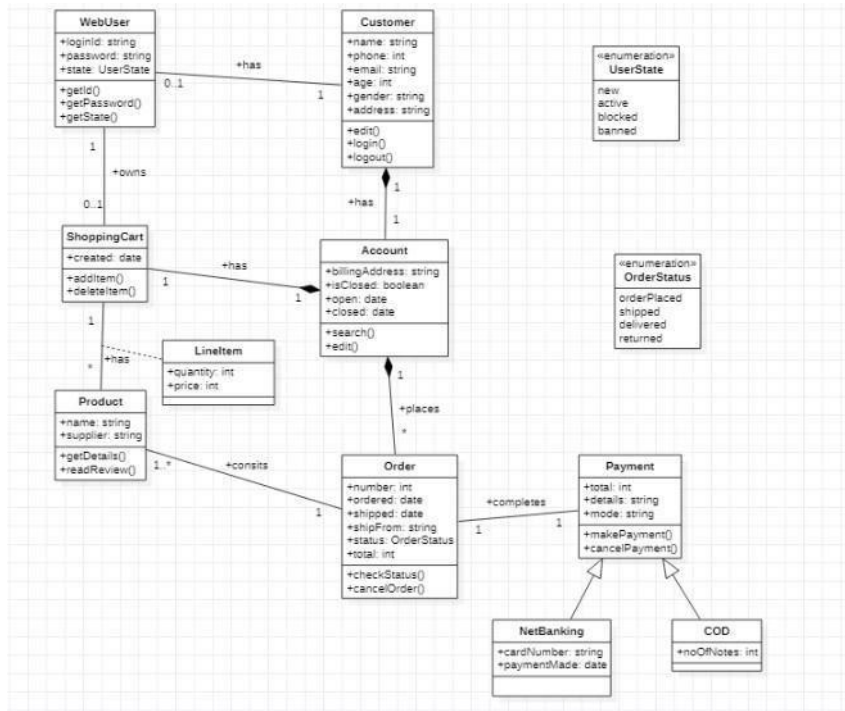 WebUser
+loginId: string
+password: string
+state: UserState
+getId()
+getPassword()
+getState()
Customer
+name: string
+phone: int
+email: string
+age: int
+gender: string
+address: string
+edit()
+login()
+logout()
«enumeration»
UserState
new
active
blocked
banned
+has
0..1
1
1
+owns
0..1
1
+has
1
ShoppingCart
+created: date
+addItem()
+deleteItem()
+has
1
1
Account
+billingAddress: string
+isClosed: boolean
+open: date
+closed: date
+search()
+edit()
«enumeration»
OrderStatus
orderPlaced
shipped
delivered
returned
1
+has
*
LineItem
+quantity: int
+price: int
1
+places
*
Product
+name: string
+supplier: string
+getDetails()
+readReview()
1..*
+consits
1
Order
+number: int
+ordered: date
+shipped: date
+shipFrom: string
+status: OrderStatus
+total: int
+checkStatus()
+cancelOrder()
+completes
1
1
Payment
+total: int
+details: string
+mode: string
+makePayment()
+cancelPayment()
NetBanking
+cardNumber: string
+paymentMade: date
COD
+noOfNotes: int